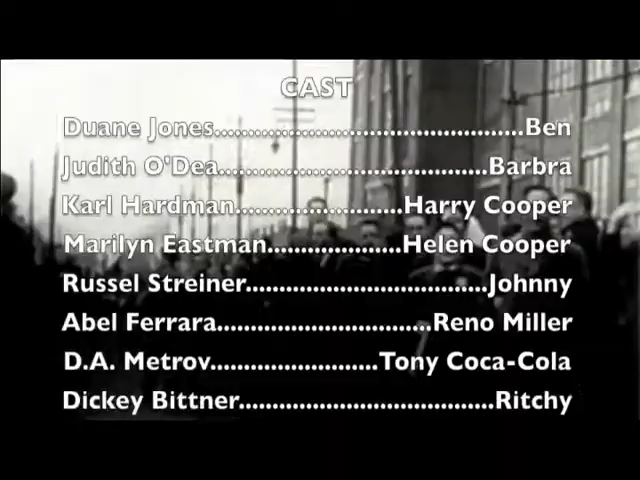 CAST
Duane Jones................................................Ben
Judith O'Dea..........................................Barbra
Karl Hardman..........................Harry Cooper
Marilyn Eastman.....................Helen Cooper
Russel Streiner......................................Johnny
Abel Ferrara..................................Reno Miller
D.A. Metrov..........................Tony Coca-Cola
Dickey Bittner........................................Ritchy